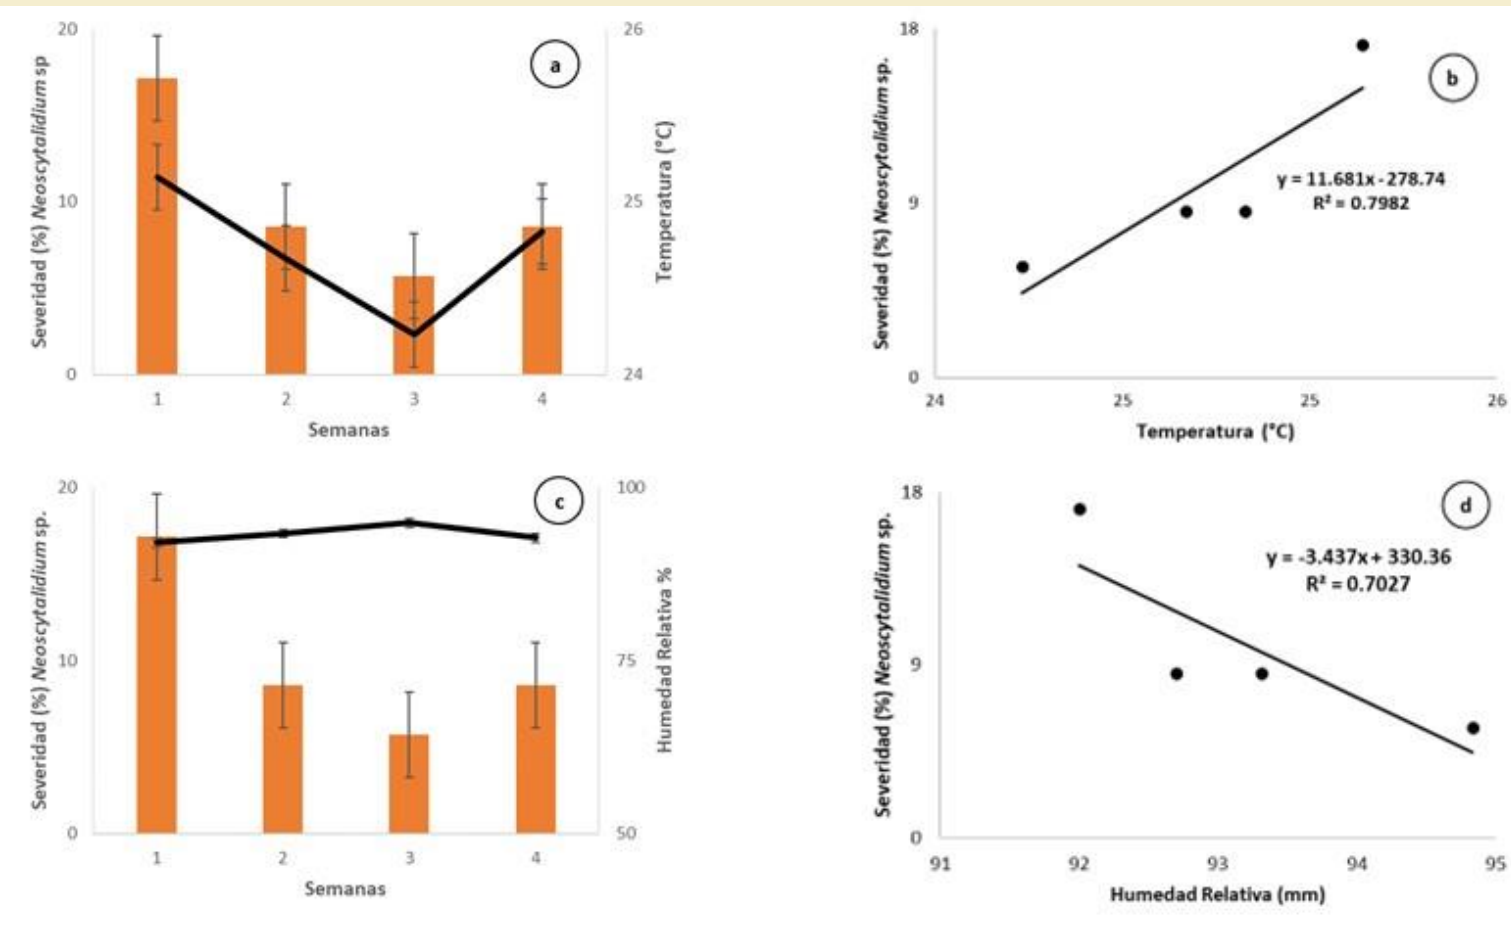 20
10
0
Severidad (%) Neoscytalidium sp
26
25
24
Temperatura (°C)
a
1 2 3 4
Semanas
18
9
0
Severidad (%) Neoscytalidium sp.
b
y = 11.681x - 278.74
R² = 0.7982
24 25 25 26
Temperatura (°C)
20
10
0
Severidad (%) Neoscytalidium sp.
100
75
50
Humedad Relativa %
c
1 2 3 4
Semanas
18
9
0
Severidad (%) Neoscytalidium sp.
d
y = -3.437x + 330.36
R² = 0.7027
91 92 93 94 95
Humedad Relativa (mm)